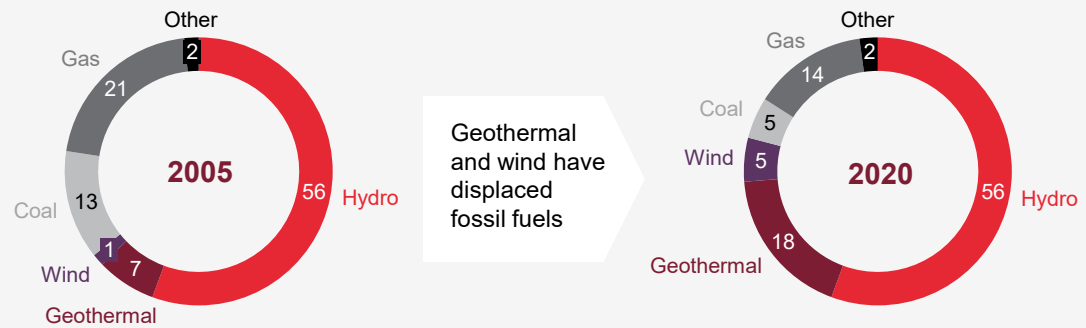 Other
2
Gas
21
Coal
13
2005
56
Hydro
Wind
1
7
Geothermal
Geothermal
and wind have
displaced
fossil fuels
Other
2
Gas
14
Coal
5
Wind
5
2020
56
Hydro
18
Geothermal